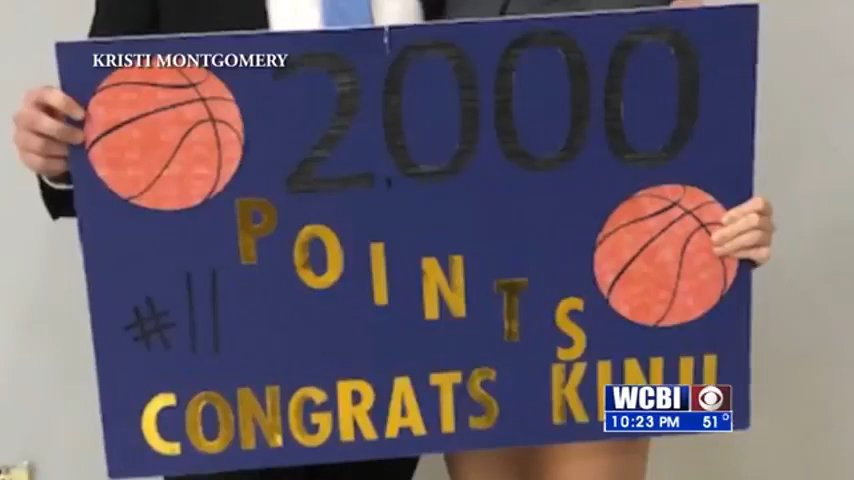 KRISTI MONTGOMERY
2000
POINTS
#11
CONGRATS
WCBI
10:23 PM 51°